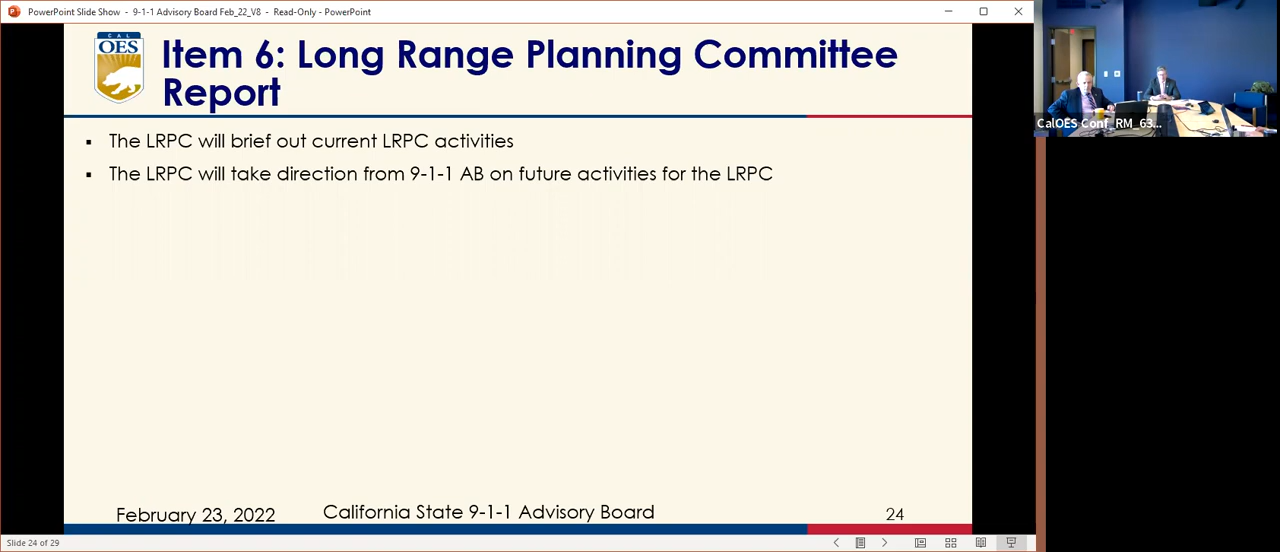 PowerPoint Slide Show - 9-1-1 Advisory Board Feb_22_V8 - Read-Only - PowerPoint
CAL
OES
Item 6: Long Range Planning Committee
Report
▪ The LRPC will brief out current LRPC activities
▪ The LRPC will take direction from 9-1-1 AB on future activities for the LRPC
CalOES Conf_RM_63...
February 23, 2022
California State 9-1-1 Advisory Board
24
Slide 24 of 29